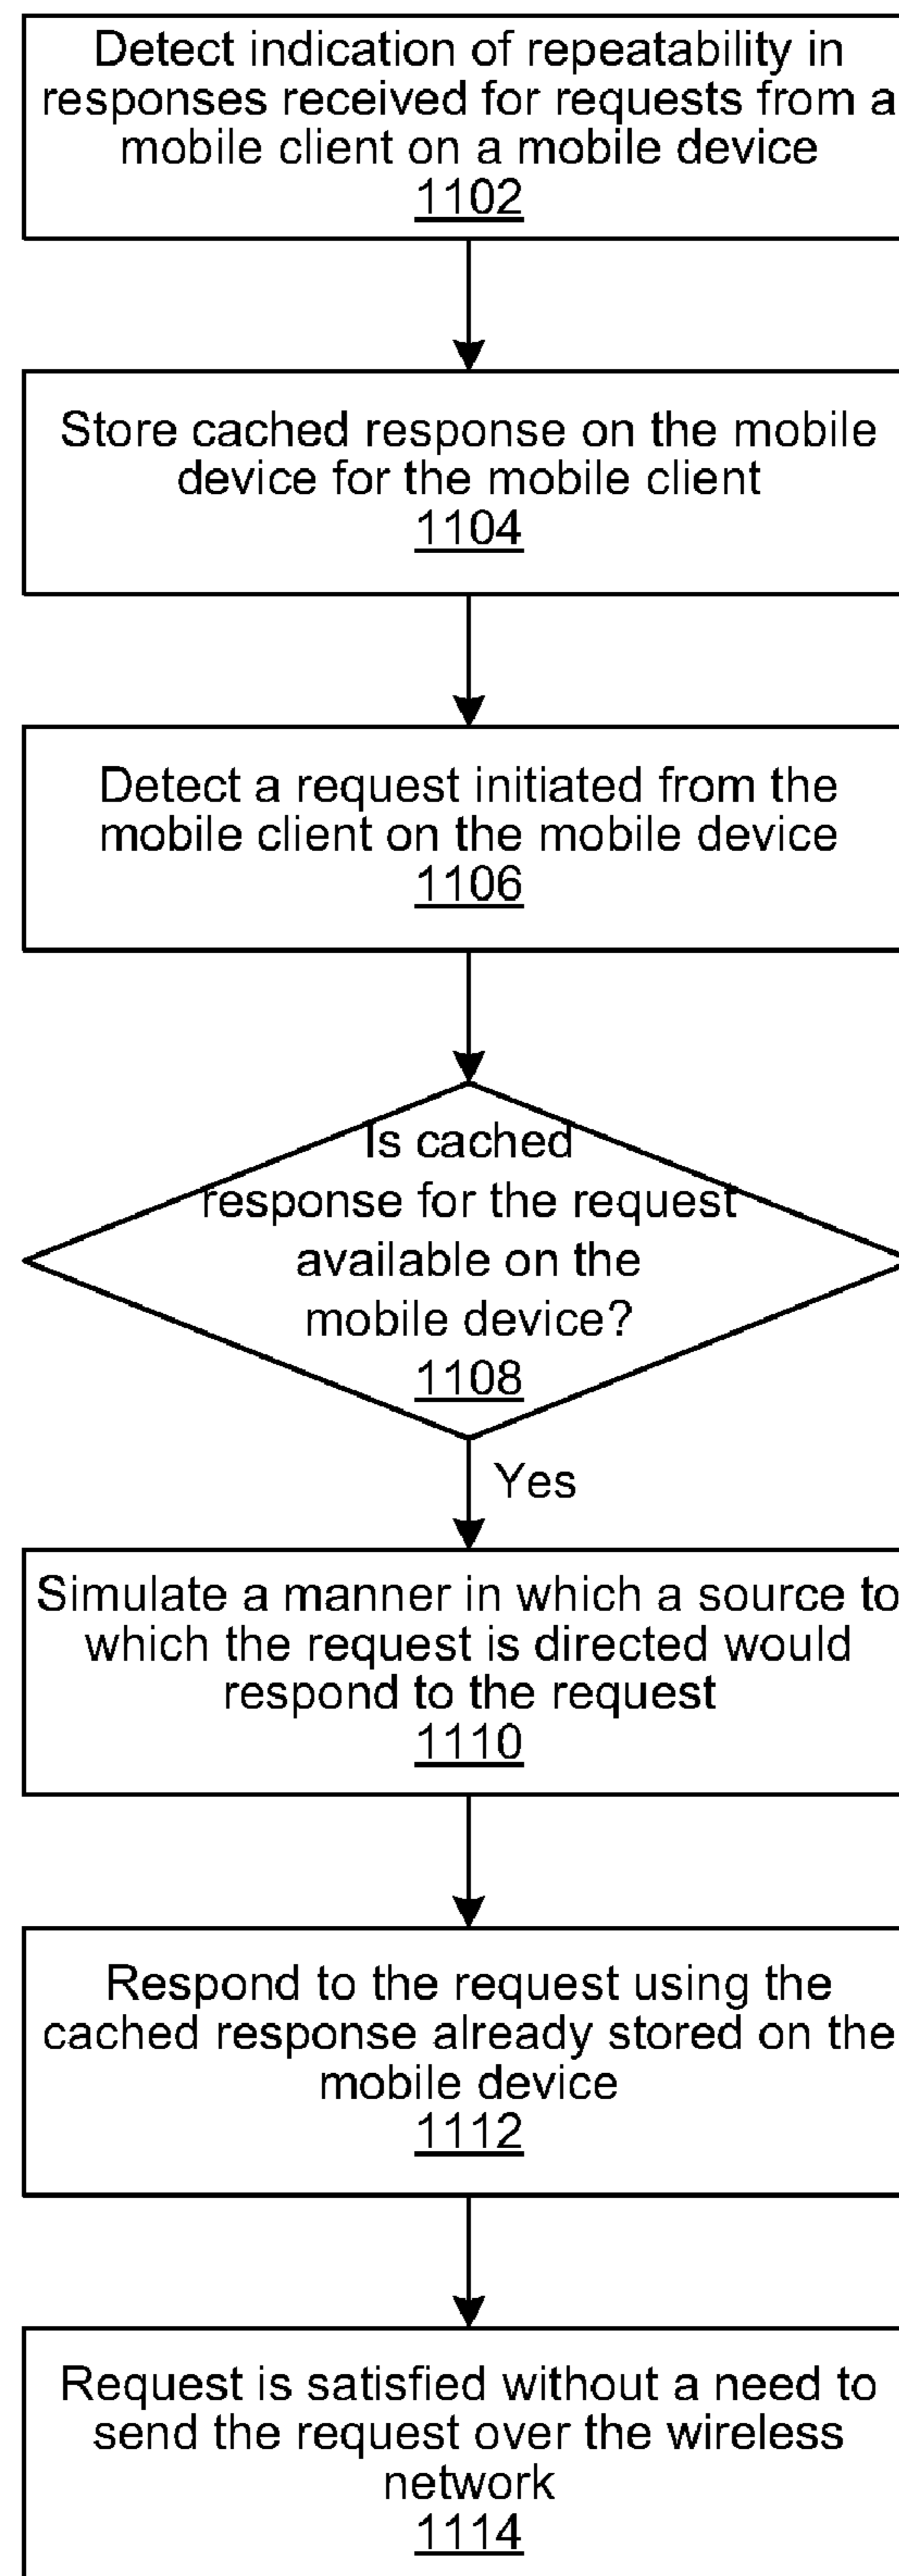 Detect indication of repeatability in
responses received for requests from a
mobile client on a mobile device
1102
Store cached response on the mobile
device for the mobile client
1104
Detect a request initiated from the
mobile client on the mobile device
1106
Is cached
response for the request
available on the
mobile device?
1108
Yes
Simulate a manner in which a source to
which the request is directed would
respond to the request
1110
Respond to the request using the
cached response already stored on the
mobile device
1112
Request is satisfied without a need to
send the request over the wireless
network
1114